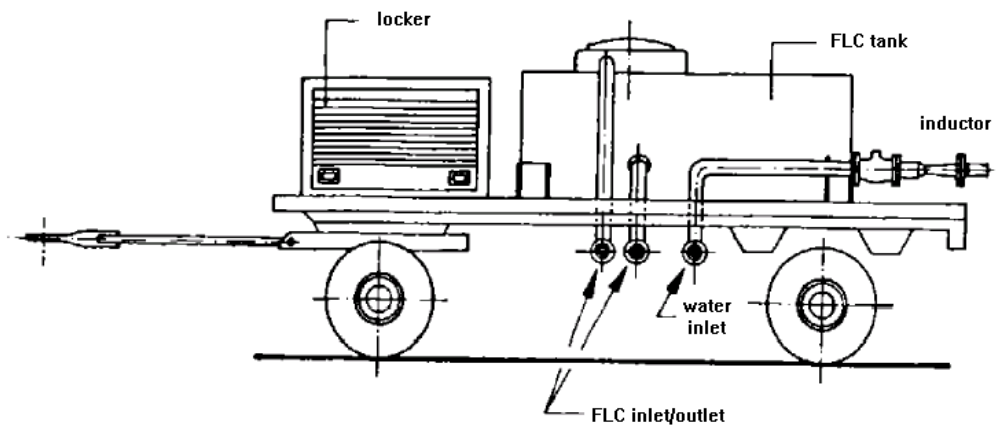 locker
FLC tank
inductor
water
inlet
FLC inlet/outlet